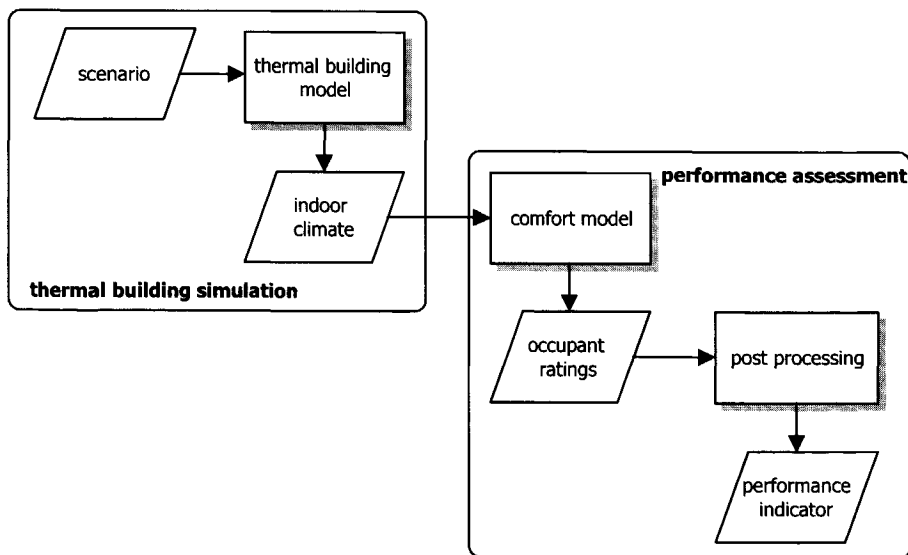 scenario
thermal building
model
indoor
climate
thermal building simulation
performance assessment
comfort model
occupant
ratings
post processing
performance
indicator